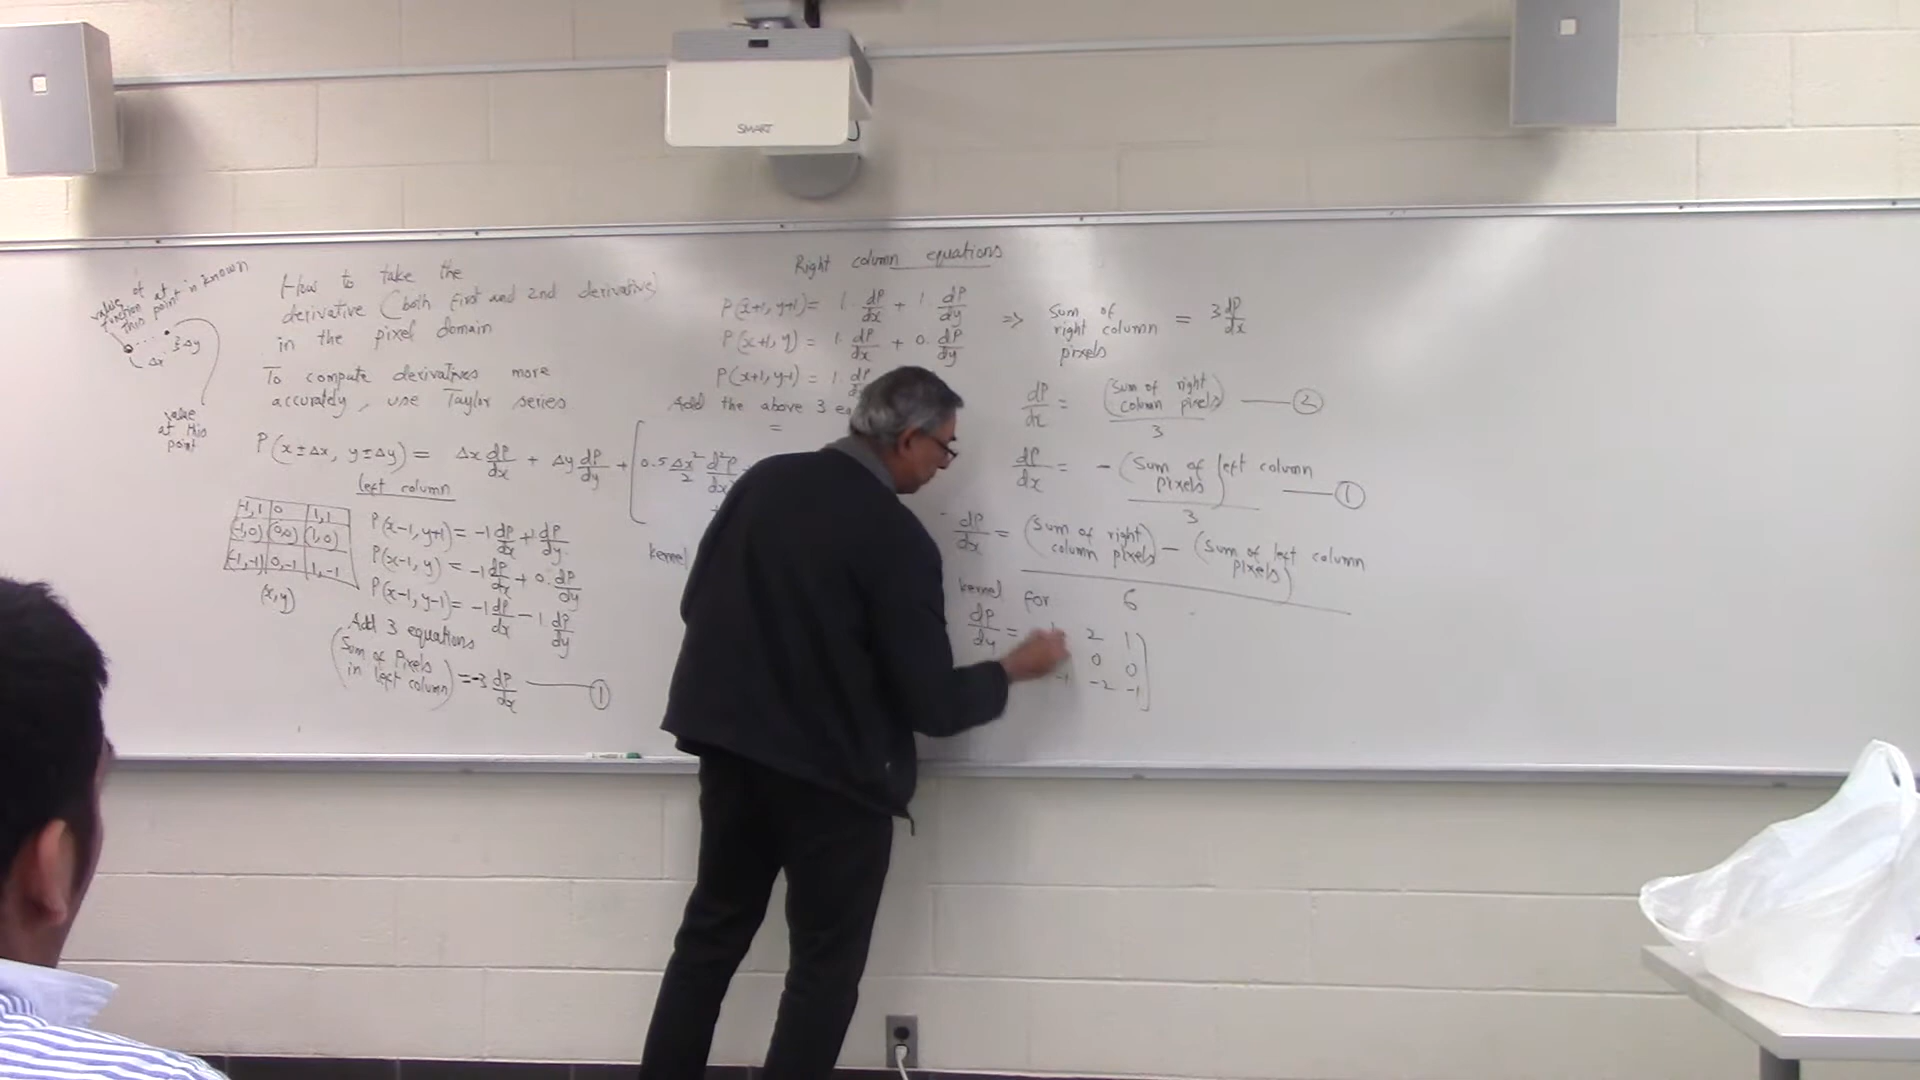 SMART
value of
function at
this point is known
Δx
Δy
value
at this
point
How to take the
derivative (both first and 2nd derivative)
in the pixel domain
To compute derivatives more
accurately, use Taylor series
P(x±Δx, y±Δy) = Δx dP/dx + Δy dP/dy + [0.5 Δx²/2 d²P/dx²
left column
-1,1 | 0 | 1,1
(-1,0) | (0,0) | (1,0)
(-1,-1) | 0,-1 | 1,-1
(x,y)
P(x-1, y+1) = -1 dP/dx + 1 dP/dy
P(x-1, y) = -1 dP/dx + 0. dP/dy
P(x-1, y-1) = -1 dP/dx - 1 dP/dy
Add 3 equations
(Sum of Pixels in left column) = -3 dP/dx —— ①
Right column equations
P(x+1, y+1) = 1. dP/dx + 1. dP/dy
P(x+1, y) = 1. dP/dx + 0. dP/dy
P(x+1, y-1) = 1.
Add the above 3
=
kernel
=> Sum of right column pixels = 3 dP/dx
dP/dx = (Sum of right column pixels) / 3 —— ②
dP/dx = - (Sum of left column pixels) / 3 —— ①
dP/dx = (Sum of right column pixels) - (Sum of left column pixels) / 6
kernel for
dP/dy =
2 1
0 0
-1 -2 -1